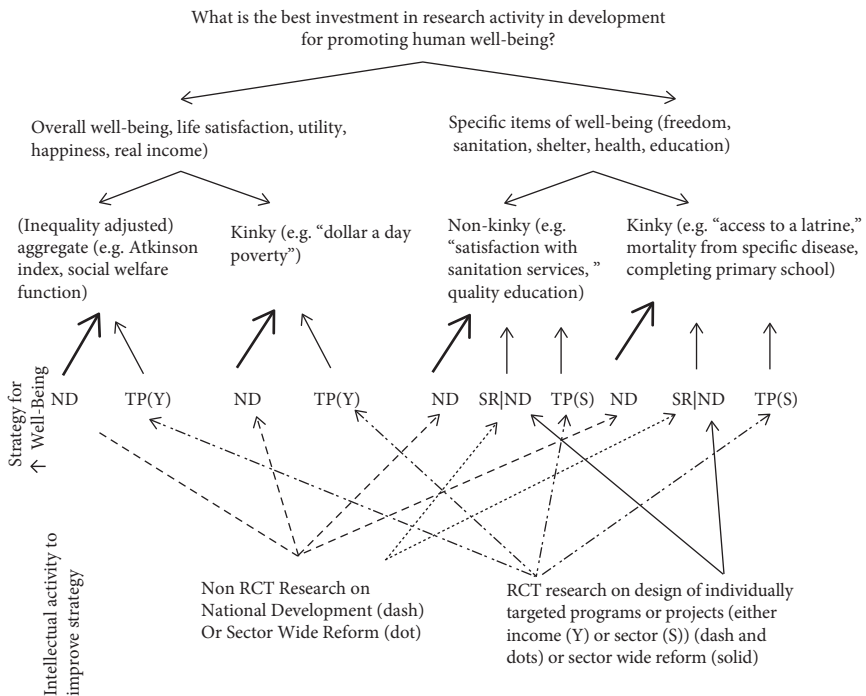 What is the best investment in research activity in development in
for promoting human well-being?
Overall well-being, life satisfaction, utility,
happiness, real income)
Specific items of well-being (freedom,
sanitation, shelter, health, education)
(Inequality adjusted)
aggregate (e.g. Atkinson
index, social welfare
function)
Kinky (e.g. “dollar a day
poverty”)
Non-kinky (e.g.
“satisfaction with
sanitation services, ”
quality education)
Kinky (e.g. “access to a latrine,”
mortality from specific disease,
completing primary school)
Strategy for
↑ Well-Being
ND
TP(Y)
ND
TP(Y)
ND
SR|ND
TP(S)
ND
SR|ND
TP(S)
Intellectual activity to
improve strategy
Non RCT Research on
National Development (dash)
Or Sector Wide Reform (dot)
RCT research on design of individually
targeted programs or projects (either
income (Y) or sector (S)) (dash and
dots) or sector wide reform (solid)